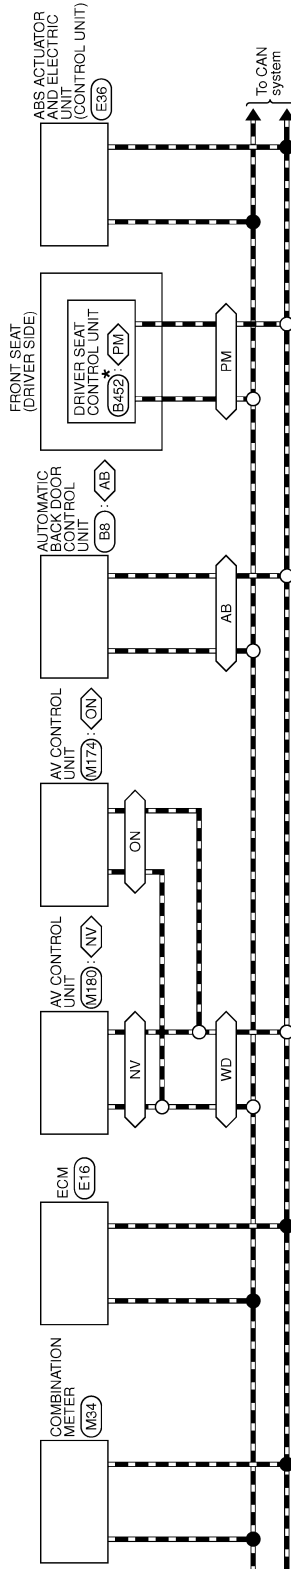 COMBINATION
METER
M34
ECM
E16
AV CONTROL
UNIT
M180 : NV
NV
WD
AV CONTROL
UNIT
M174 : ON
ON
AUTOMATIC
BACK DOOR
CONTROL
UNIT
B8 : AB
AB
FRONT SEAT
(DRIVER SIDE)
DRIVER SEAT
CONTROL UNIT
*
B452 : PM
PM
ABS ACTUATOR
AND ELECTRIC
UNIT
(CONTROL UNIT)
E36
To CAN
system